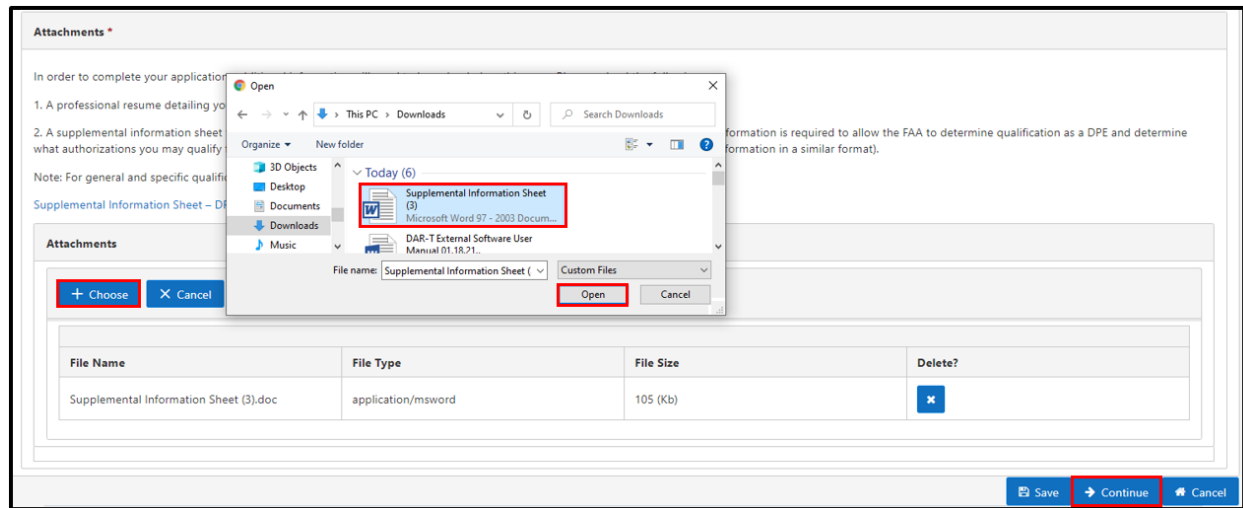 Attachments *
In order to complete your application
1. A professional resume detailing yo
2. A supplemental information sheet
formation is required to allow the FAA to determine qualification as a DPE and determine
what authorizations you may qualify
formation in a similar format).
Note: For general and specific qualifi
Supplemental Information Sheet – D
Open
This PC > Downloads
Search Downloads
Organize
New folder
3D Objects
Desktop
Documents
Downloads
Music
Today (6)
Supplemental Information Sheet
(3)
Microsoft Word 97 - 2003 Docum...
DAR-T External Software User
Manual 01.18.21..
File name: Supplemental Information Sheet (
Custom Files
Open
Cancel
Attachments
+ Choose
X Cancel
File Name
File Type
File Size
Delete?
Supplemental Information Sheet (3).doc
application/msword
105 (Kb)
Save
Continue
Cancel